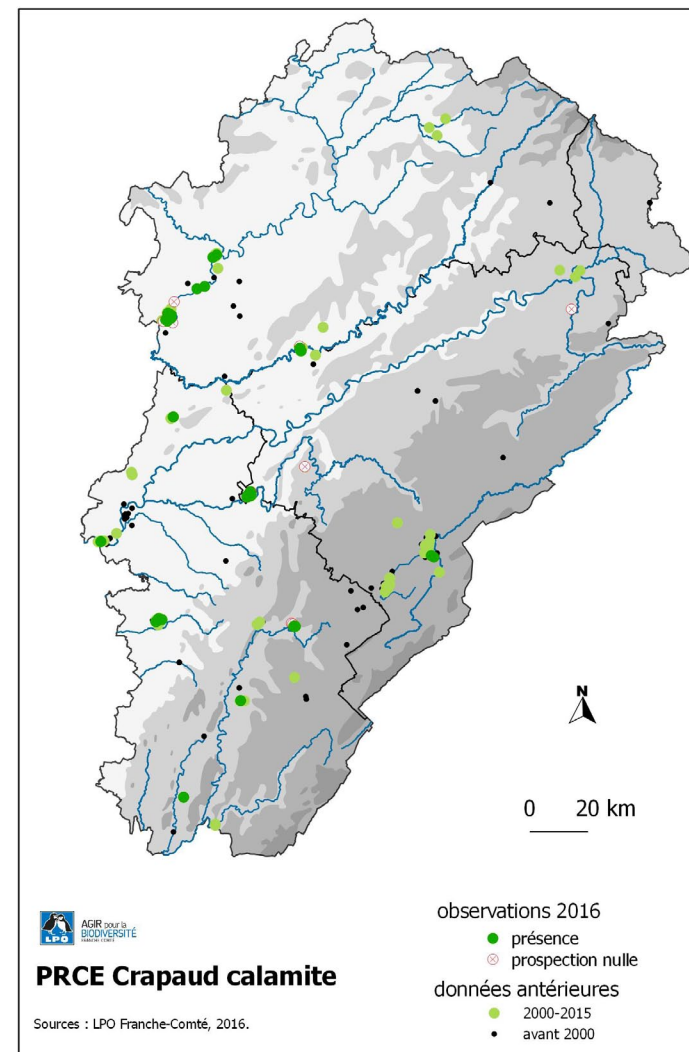 N
0 20 km
observations 2016
présence
prospection nulle
données antérieures
2000-2015
avant 2000
LPO
AGIR pour la
BIODIVERSITÉ
FRANCHE-COMTÉ
PRCE Crapaud calamite
Sources : LPO Franche-Comté, 2016.